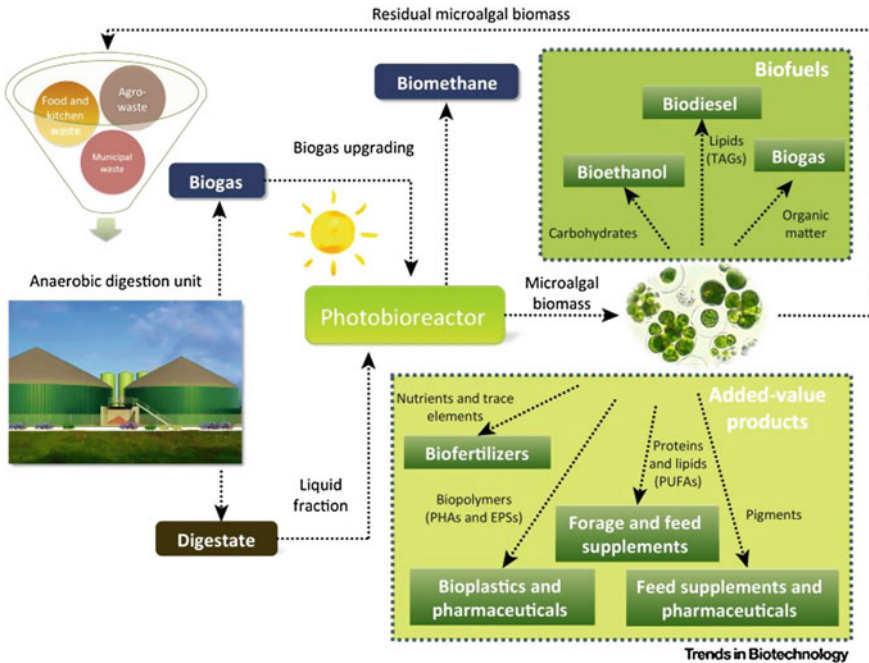 Residual microalgal biomass
Food and
kitchen
waste
Agro-
waste
Municipal
waste
Biogas
Biogas upgrading
Biomethane
Biofuels
Biodiesel
Lipids
(TAGs)
Bioethanol
Biogas
Carbohydrates
Organic
matter
Anaerobic digestion unit
Photobioreactor
Microalgal
biomass
Added-value
products
Nutrients and trace
elements
Biofertilizers
Proteins
and lipids
(PUFAs)
Biopolymers
(PHAs and EPSs)
Pigments
Forage and feed
supplements
Bioplastics and
pharmaceuticals
Feed supplements and
pharmaceuticals
Liquid
fraction
Digestate
Trends in Biotechnology